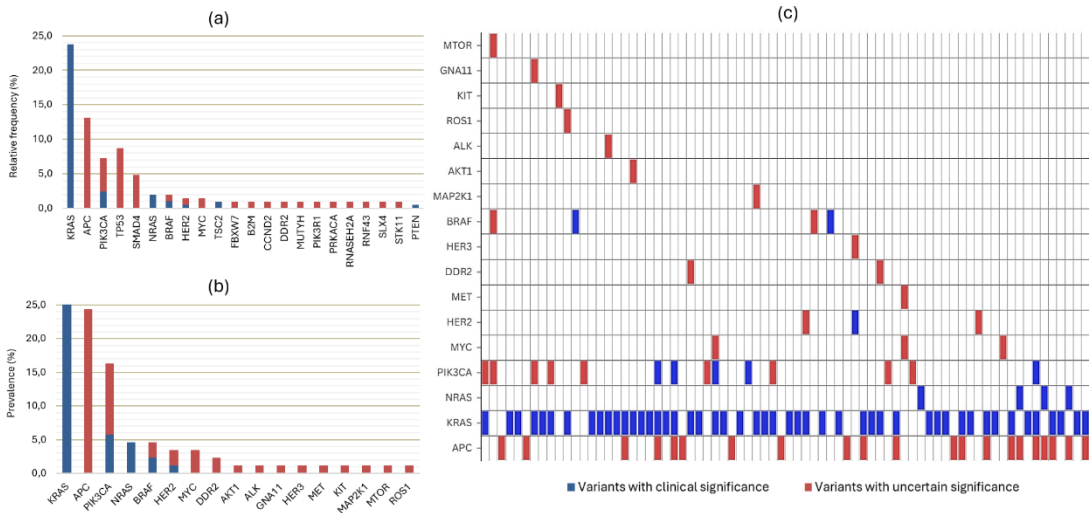 (a)
Relative frequency (%)
25,0
20,0
15,0
10,0
5,0
0,0
KRAS
APC
PIK3CA
TP53
SMAD4
NRAS
BRAF
HER2
MYC
TSC2
FBXW7
B2M
CCND2
DDR2
MUTYH
PIK3R1
PRKACA
RNASEH2A
RNF43
SLX4
STK11
PTEN
(b)
Prevalence (%)
25,0
20,0
15,0
10,0
5,0
0,0
KRAS
APC
PIK3CA
NRAS
BRAF
HER2
MYC
DDR2
AKT1
ALK
GNA11
HER3
MET
KIT
MAP2K1
MTOR
ROS1
(c)
MTOR
GNA11
KIT
ROS1
ALK
AKT1
MAP2K1
BRAF
HER3
DDR2
MET
HER2
MYC
PIK3CA
NRAS
KRAS
APC
Variants with clinical significance
Variants with uncertain significance